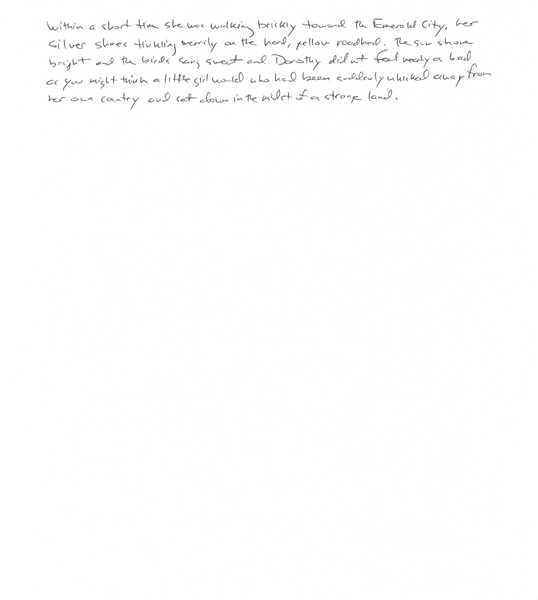 Within a short time she was walking briskly toward the Emerald City, her
silver shoes tinkling merrily on the hard, yellow roadbed. The sun shone
bright and the birds sang sweet and Dorothy did not feel nearly as bad
as you might think a little girl would who had been suddenly whisked away from
her own country and set down in the midst of a strange land.